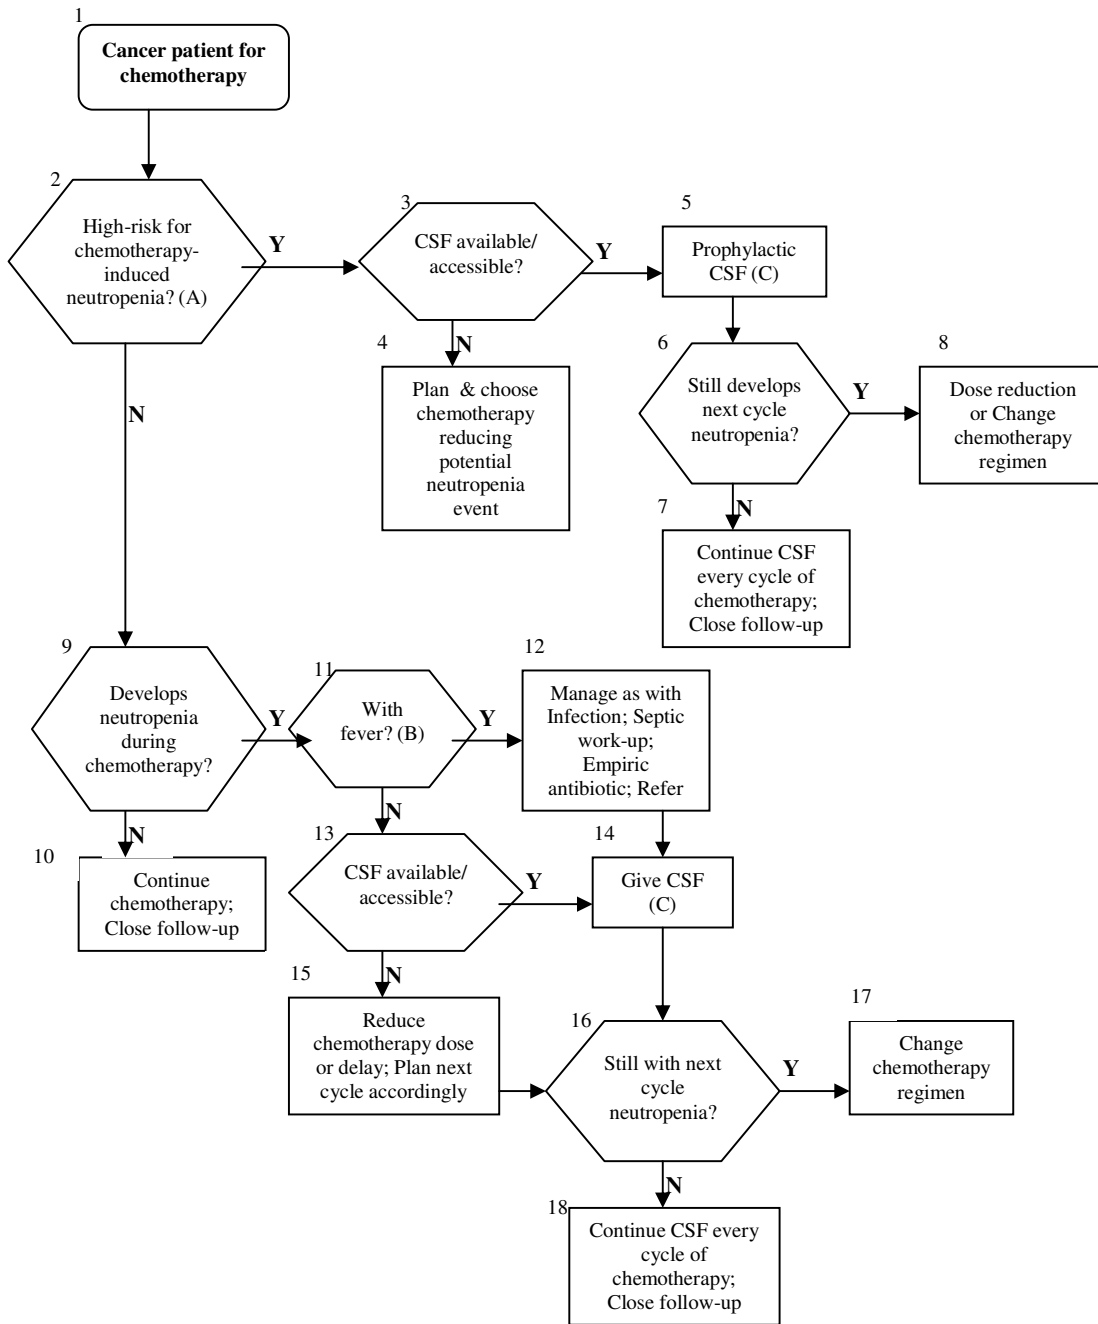 1
Cancer patient for
chemotherapy
2
High-risk for
chemotherapy-
induced
neutropenia? (A)
Y
N
3
CSF available/
accessible?
Y
N
4
Plan & choose
chemotherapy
reducing
potential
neutropenia
event
5
Prophylactic
CSF (C)
6
Still develops
next cycle
neutropenia?
Y
N
7
Continue CSF
every cycle of
chemotherapy;
Close follow-up
8
Dose reduction
or Change
chemotherapy
regimen
9
Develops
neutropenia
during
chemotherapy?
Y
N
10
Continue
chemotherapy;
Close follow-up
11
With
fever? (B)
Y
N
12
Manage as with
Infection; Septic
work-up;
Empiric
antibiotic; Refer
13
CSF available/
accessible?
Y
N
14
Give CSF
(C)
15
Reduce
chemotherapy dose
or delay; Plan next
cycle accordingly
16
Still with next
cycle
neutropenia?
Y
N
17
Change
chemotherapy
regimen
18
Continue CSF every
cycle of
chemotherapy;
Close follow-up